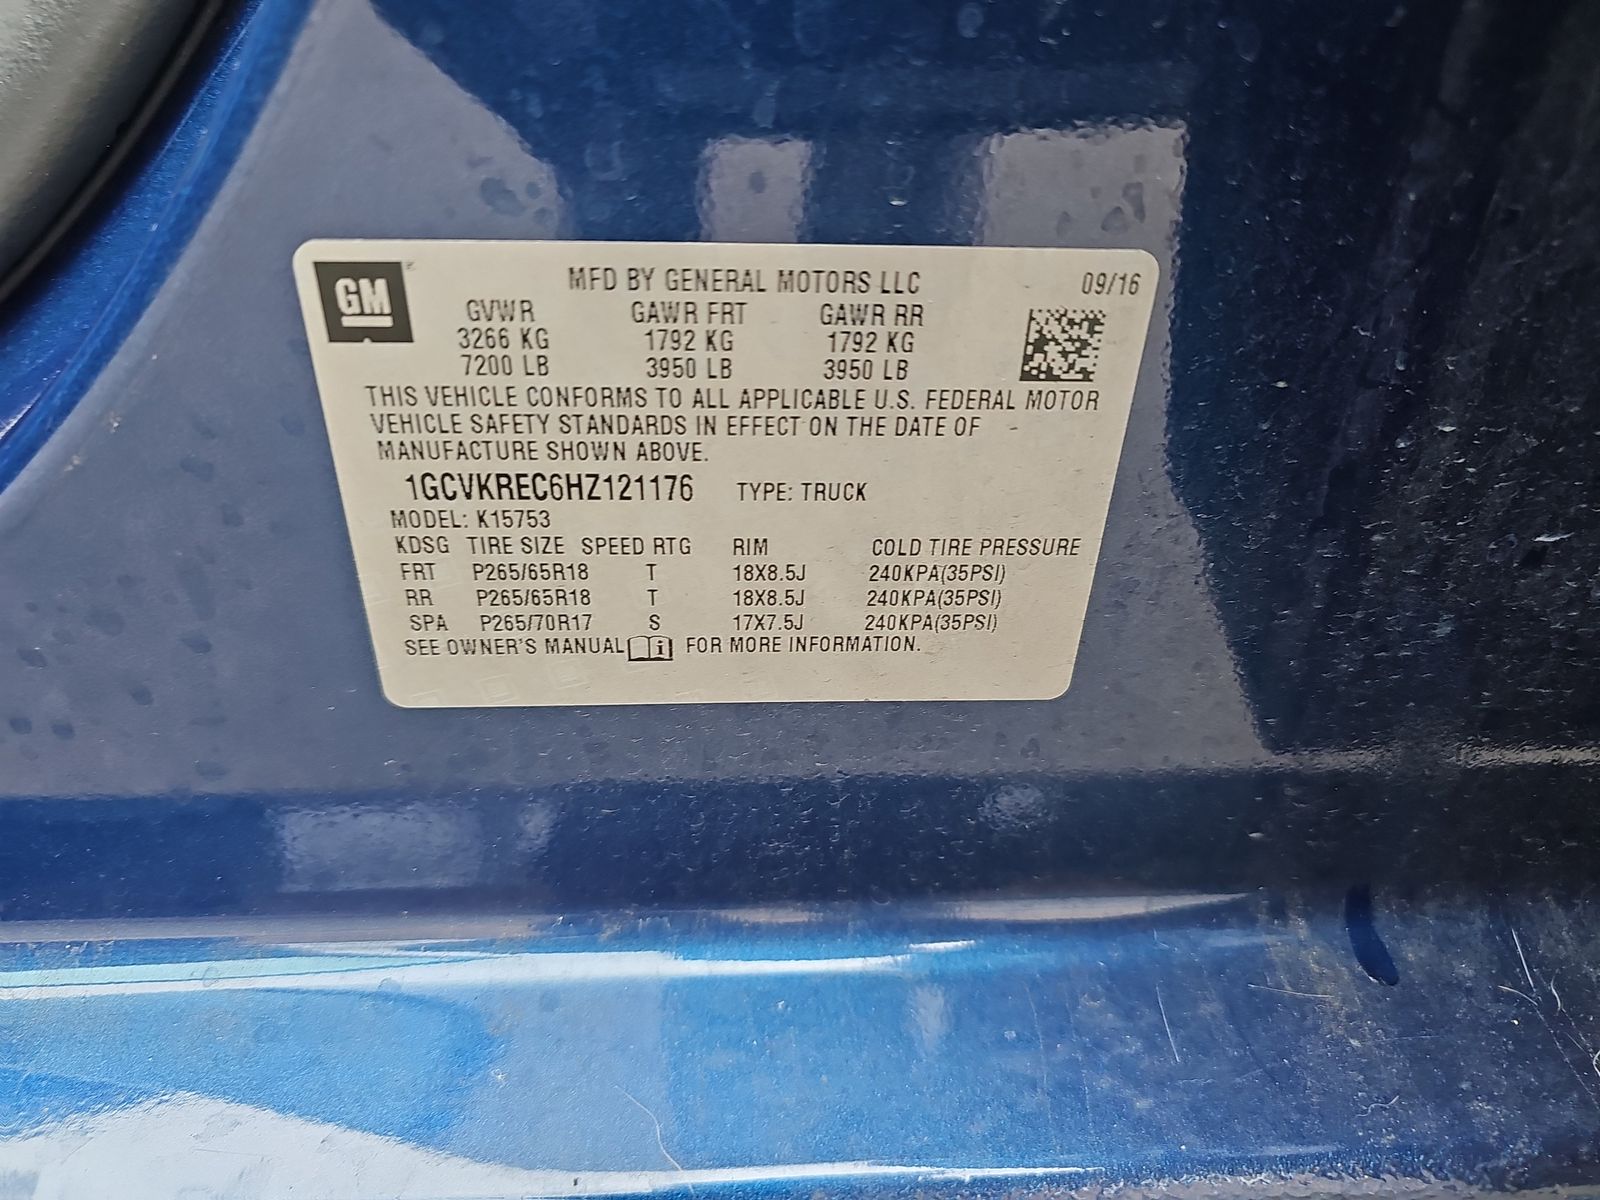 GM
MFD BY GENERAL MOTORS LLC 09/16
GVWR GAWR FRT GAWR RR
3266 KG 1792 KG 1792 KG
7200 LB 3950 LB 3950 LB
THIS VEHICLE CONFORMS TO ALL APPLICABLE U.S. FEDERAL MOTOR
VEHICLE SAFETY STANDARDS IN EFFECT ON THE DATE OF
MANUFACTURE SHOWN ABOVE.
1GCVKREC6HZ121176 TYPE: TRUCK
MODEL: K15753
KDSG TIRE SIZE SPEED RTG RIM COLD TIRE PRESSURE
FRT P265/65R18 T 18X8.5J 240KPA(35PSI)
RR P265/65R18 T 18X8.5J 240KPA(35PSI)
SPA P265/70R17 S 17X7.5J 240KPA(35PSI)
SEE OWNER'S MANUAL i FOR MORE INFORMATION.